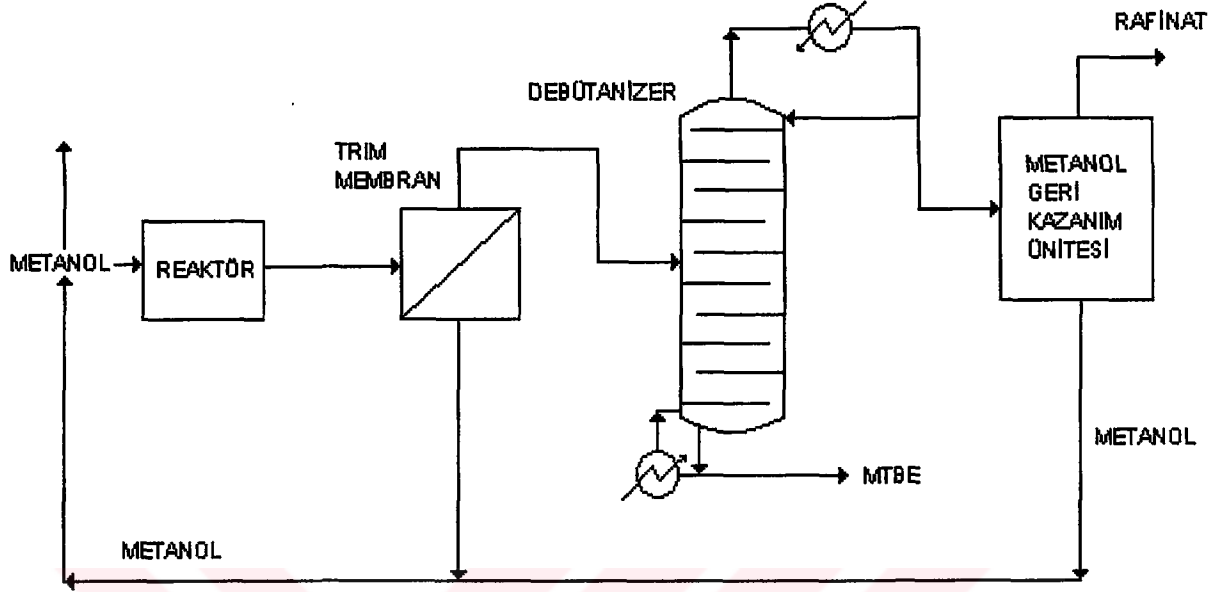 RAFİNAT
DEBÜTANİZER
TRIM
MEMBRAN
METANOL
GERİ
KAZANIM
ÜNİTESİ
METANOL
REAKTÖR
METANOL
MTBE
METANOL